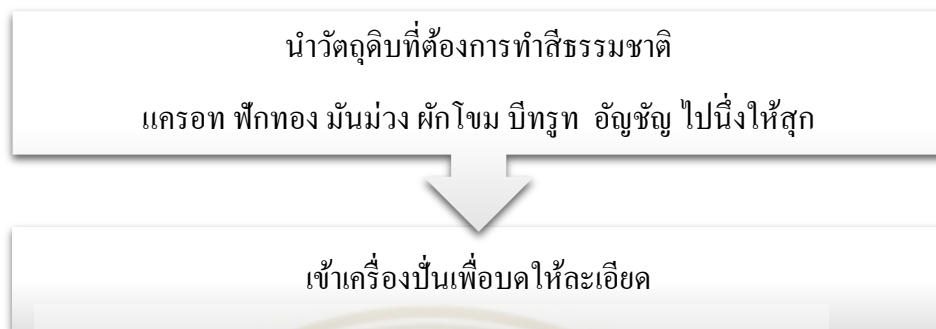 นำวัตถุดิบที่ต้องการทำสีธรรมชาติ
แครอท ฟักทอง มันม่วง ผักโขม บีทรูท อัญชัญ ไปนึ่งให้สุก
เข้าเครื่องปั่นเพื่อบดให้ละเอียด